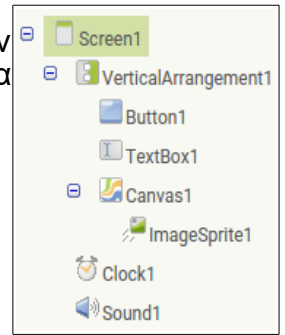 Screen1
VerticalArrangement1
Button1
TextBox1
Canvas1
ImageSprite1
Clock1
Sound1